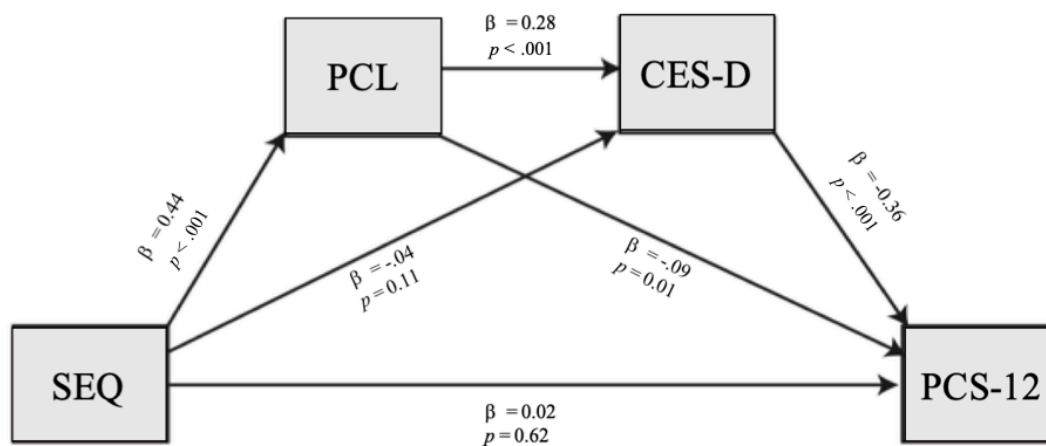 β = 0.28
p < .001
PCL
CES-D
β = 0.44
p < .001
β = -.04
p = 0.11
β = -.09
p = 0.01
β = -0.36
p < .001
SEQ
PCS-12
β = 0.02
p = 0.62